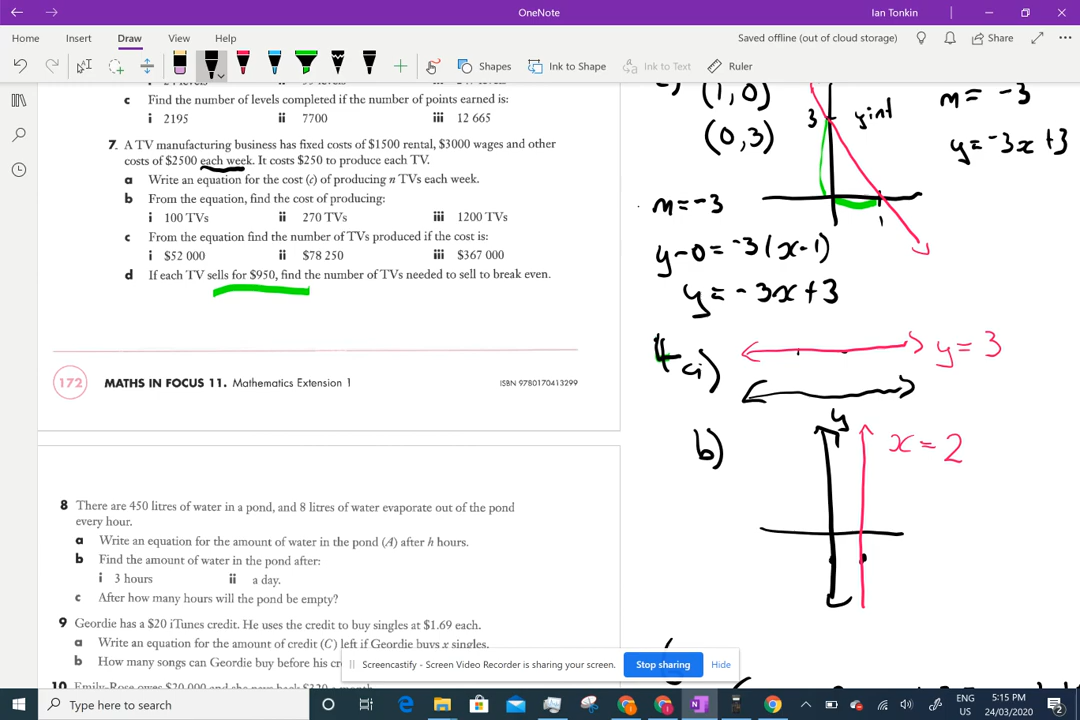 OneNote
Ian Tonkin
Home Insert Draw View Help
Saved offline (out of cloud storage)
Share
Shapes
Ink to Shape
Ink to Text
Ruler
c Find the number of levels completed if the number of points earned is:
i 2195 ii 7700 iii 12 665
7. A TV manufacturing business has fixed costs of $1500 rental, $3000 wages and other
costs of $2500 each week. It costs $250 to produce each TV.
a Write an equation for the cost (c) of producing n TVs each week.
b From the equation, find the cost of producing:
i 100 TVs ii 270 TVs iii 1200 TVs
c From the equation find the number of TVs produced if the cost is:
i $52 000 ii $78 250 iii $367 000
d If each TV sells for $950, find the number of TVs needed to sell to break even.
172 MATHS IN FOCUS 11. Mathematics Extension 1
ISBN 9780170413299
8 There are 450 litres of water in a pond, and 8 litres of water evaporate out of the pond
every hour.
a Write an equation for the amount of water in the pond (A) after h hours.
b Find the amount of water in the pond after:
i 3 hours ii a day.
c After how many hours will the pond be empty?
9 Geordie has a $20 iTunes credit. He uses the credit to buy singles at $1.69 each.
a Write an equation for the amount of credit (C) left if Geordie buys x singles.
b How many songs can Geordie buy before his
(1,0)
(0,3)
3
y int
1
m = -3
y = -3x + 3
m = -3
y-0 = -3(x-1)
y = -3x + 3
4 a)
y = 3
b)
y
x = 2
Screencastify - Screen Video Recorder is sharing your screen.
Stop sharing
Hide
Type here to search
ENG
US
5:15 PM
24/03/2020
2